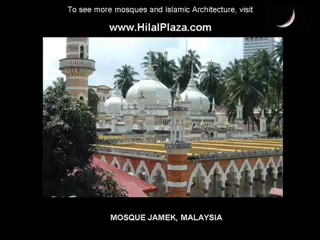 To see more mosques and Islamic Architecture, visit
www.HilalPlaza.com
MOSQUE JAMEK, MALAYSIA